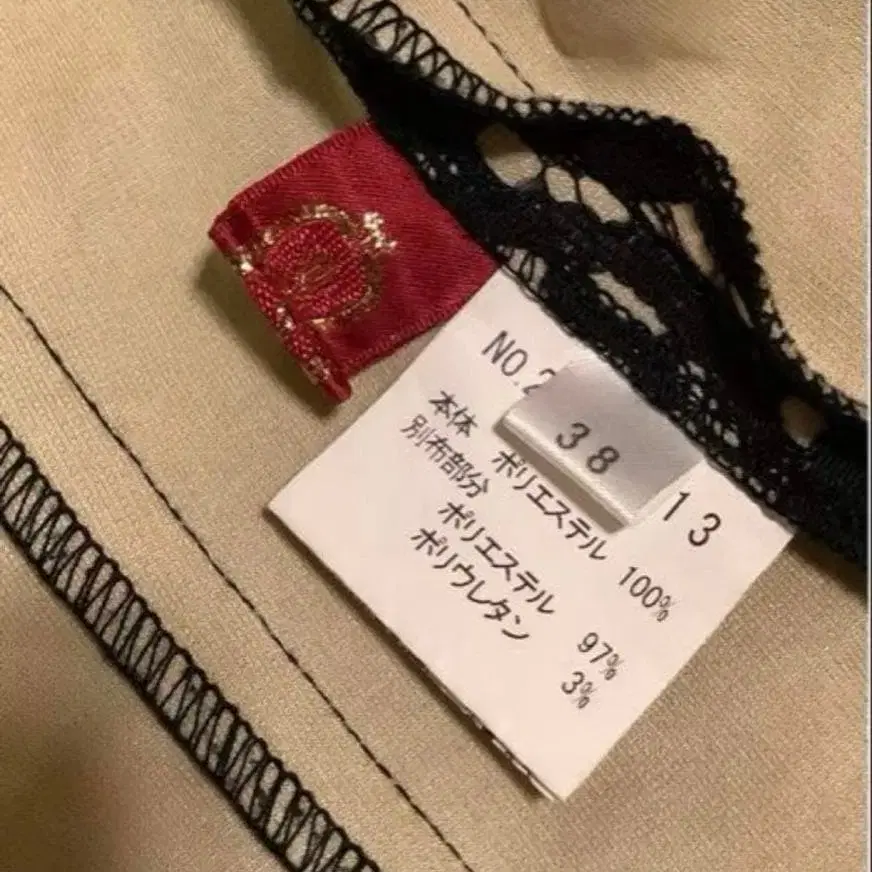 NO.2
38
13
本体 ポリエステル 100%
別布部分
ポリエステル 97%
ポリウレタン 3%